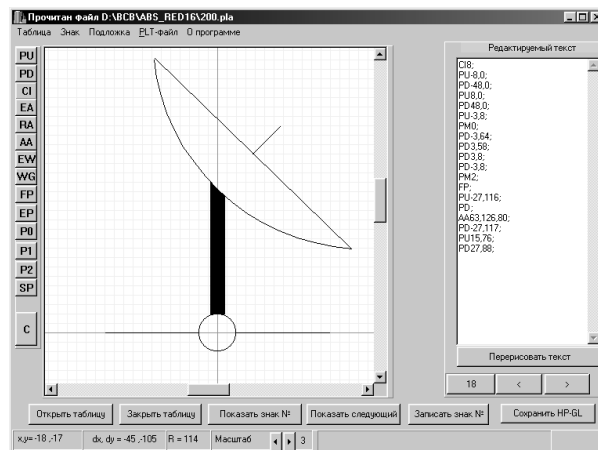 Прочитан файл D:\BCB\ABS_RED16\200.pla
Таблица Знак Подложка PLT-файл О программе
PU
PD
CI
EA
RA
AA
EW
WG
FP
EP
P0
P1
P2
SP
C
Редактируемый текст
CI8;
PU-8,0;
PD-48,0;
PU8,0;
PD48,0;
PU-3,8;
PM0;
PD-3,64;
PD3,58;
PD3,8;
PD-3,8;
PM2;
FP;
PU-27,116;
PD;
AA63,126,80;
PD-27,117;
PU15,76;
PD27,88;
Перерисовать текст
18 < >
Открыть таблицу Закрыть таблицу Показать знак № Показать следующий Записать знак № Сохранить HP-GL
x,y= -18 ,-17 dx, dy = -45 ,-105 R = 114 Масштаб 3